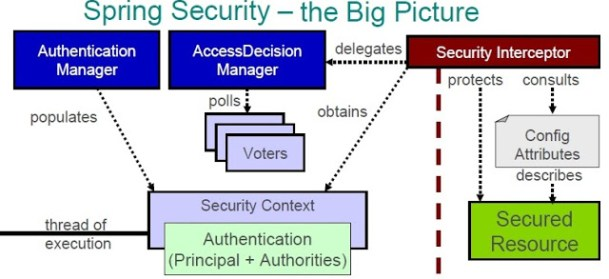 Spring Security – the Big Picture
Authentication
Manager
AccessDecision
Manager
delegates
Security Interceptor
polls
protects
consults
populates
obtains
Voters
Config
Attributes
describes
Security Context
Secured
Resource
thread of
execution
Authentication
(Principal + Authorities)